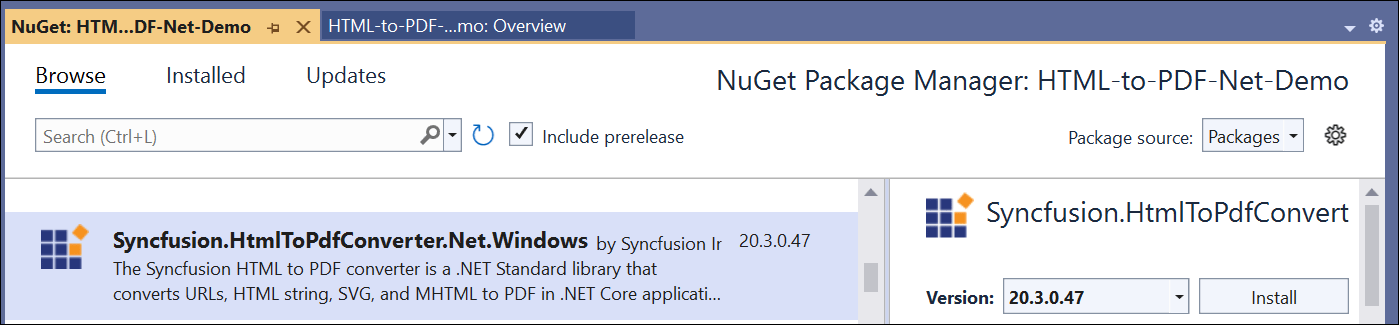 NuGet: HTM...DF-Net-Demo HTML-to-PDF-...mo: Overview
Browse Installed Updates NuGet Package Manager: HTML-to-PDF-Net-Demo
Search (Ctrl+L) Include prerelease Package source: Packages
Syncfusion.HtmlToPdfConverter.Net.Windows by Syncfusion Ir 20.3.0.47
The Syncfusion HTML to PDF converter is a .NET Standard library that
converts URLs, HTML string, SVG, and MHTML to PDF in .NET Core applicati...
Syncfusion.HtmlToPdfConvert
Version: 20.3.0.47 Install